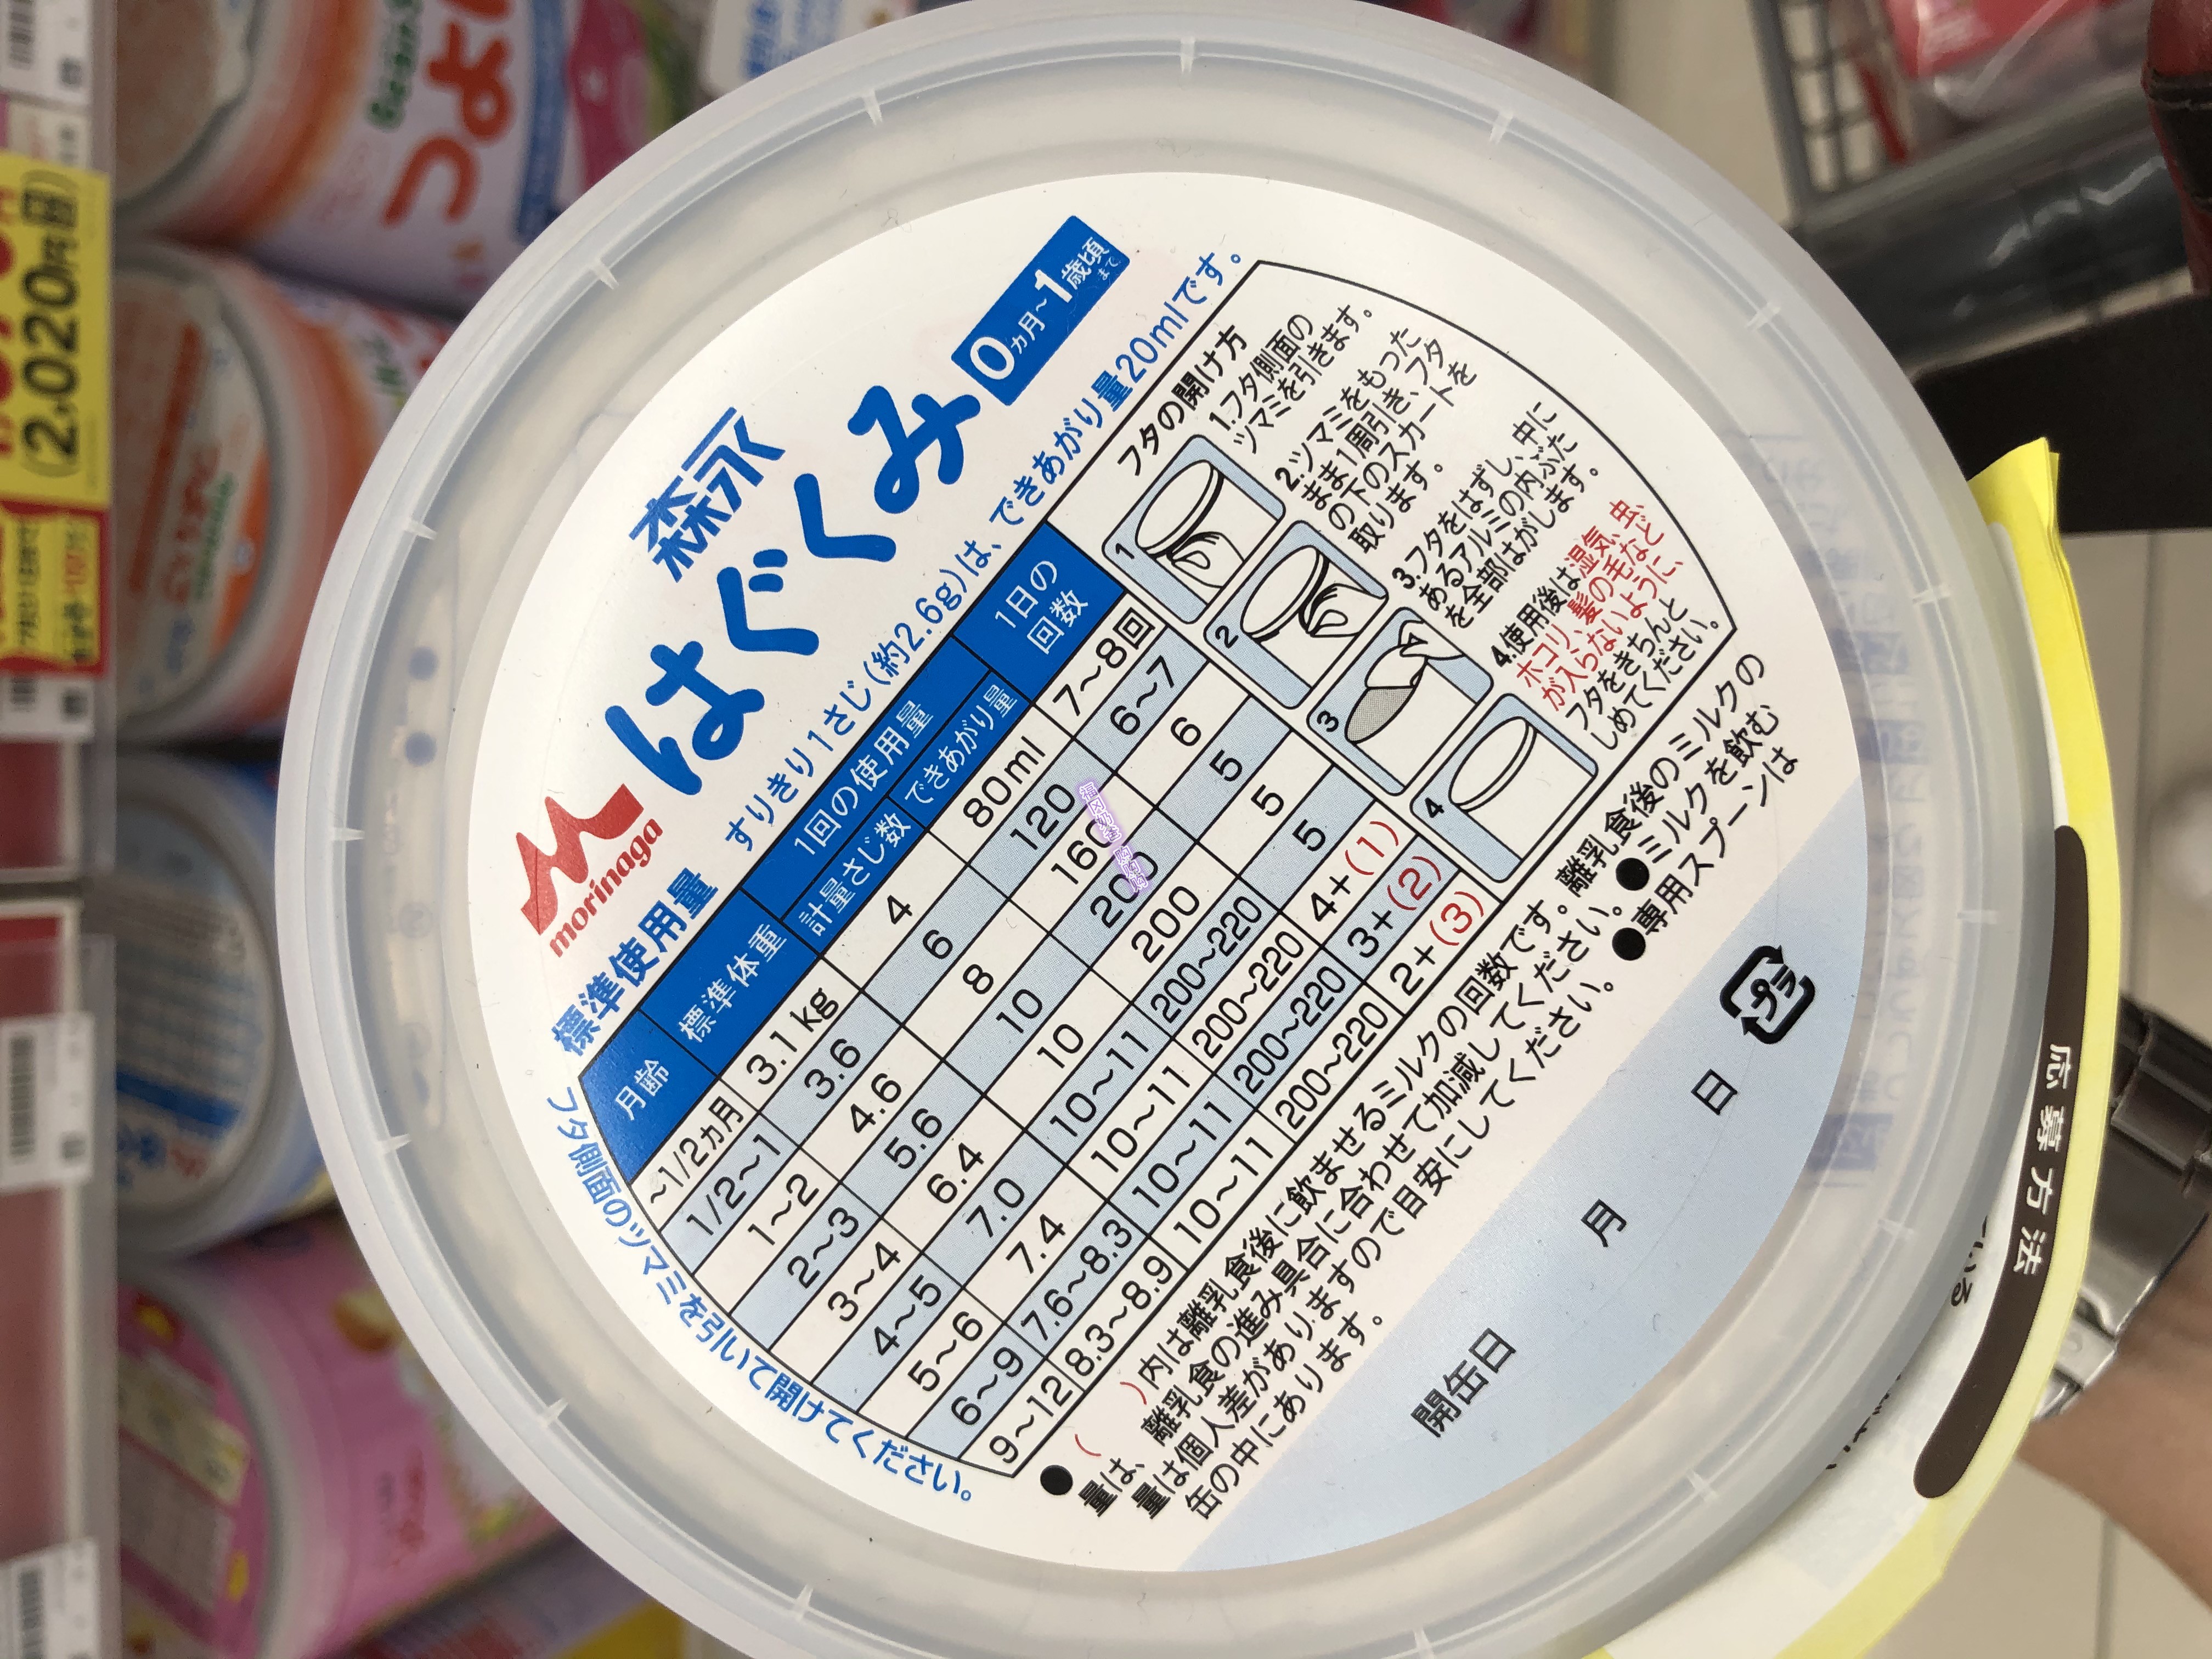 森永
はぐくみ
0ヵ月~1歳頃まで
morinaga
標準使用量
すりきり1さじ(約2.6g)は、できあがり量20mlです。
月齢 標準体重 1回の使用量 1日の回数
計量さじ数 できあがり量
~1/2ヵ月 3.1kg 4 80ml 7~8回
1/2~1 3.6 6 120 6~7
1~2 4.6 8 160 6
2~3 5.6 10 200 5
3~4 6.4 10 200 5
4~5 7.0 10~11 200~220 5
5~6 7.4 10~11 200~220 4+(1)
6~9 7.6~8.3 10~11 200~220 3+(2)
9~12 8.3~8.9 10~11 200~220 2+(3)
フタの開け方
1 1.フタ側面の
ツマミを引きます。
2 2.ツマミをもった
まま1周引き、フタ
の下のスカートを
取ります。
3 3.フタをはずし、中に
あるアルミの内ぶた
を全部はがします。
4 4.使用後は湿気、虫、
ホコリ、髪の毛など
が入らないように、
フタをきちんと
しめてください。
●( )内は離乳食後に飲ませるミルクの回数です。離乳食後のミルクの
量は、離乳食の進み具合に合わせて加減してください。●ミルクを飲む
量は個人差がありますので目安にしてください。●専用スプーンは
缶の中にあります。
フタ側面のツマミを引いて開けてください。
開缶日 月 日
プラ
応募方法
つよ
(2,020円